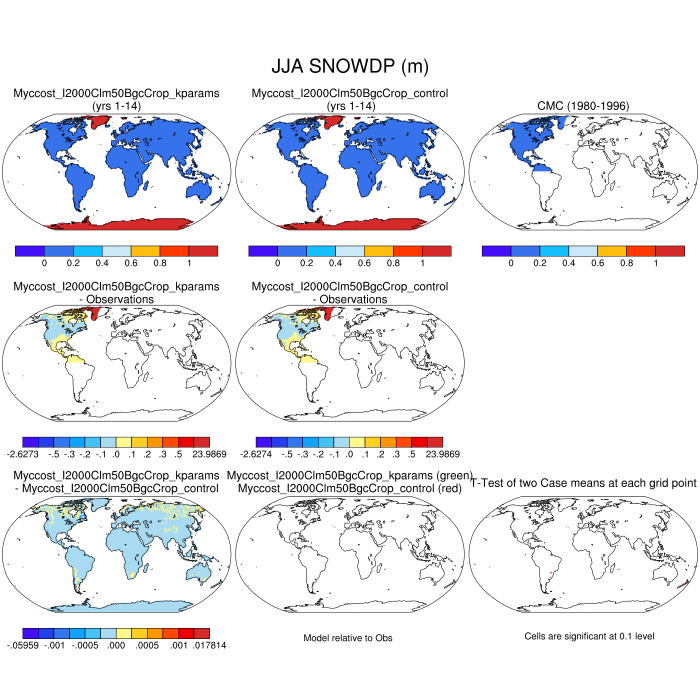 JJA SNOWDP (m)
Myccost_I2000Clm50BgcCrop_kparams
(yrs 1-14)
Myccost_I2000Clm50BgcCrop_control
(yrs 1-14)
CMC (1980-1996)
0 0.2 0.4 0.6 0.8 1
0 0.2 0.4 0.6 0.8 1
0 0.2 0.4 0.6 0.8 1
Myccost_I2000Clm50BgcCrop_kparams
- Observations
Myccost_I2000Clm50BgcCrop_control
- Observations
-2.6273 -.5 -.3 -.2 -.1 .0 .1 .2 .3 .5 23.9869
-2.6274 -.5 -.3 -.2 -.1 .0 .1 .2 .3 .5 23.9869
Myccost_I2000Clm50BgcCrop_kparams
- Myccost_I2000Clm50BgcCrop_control
Myccost_I2000Clm50BgcCrop_kparams (green)
Myccost_I2000Clm50BgcCrop_control (red)
T-Test of two Case means at each grid point
-.05959 -.001 -.0005 .000 .0005 .001 .017814
Model relative to Obs
Cells are significant at 0.1 level